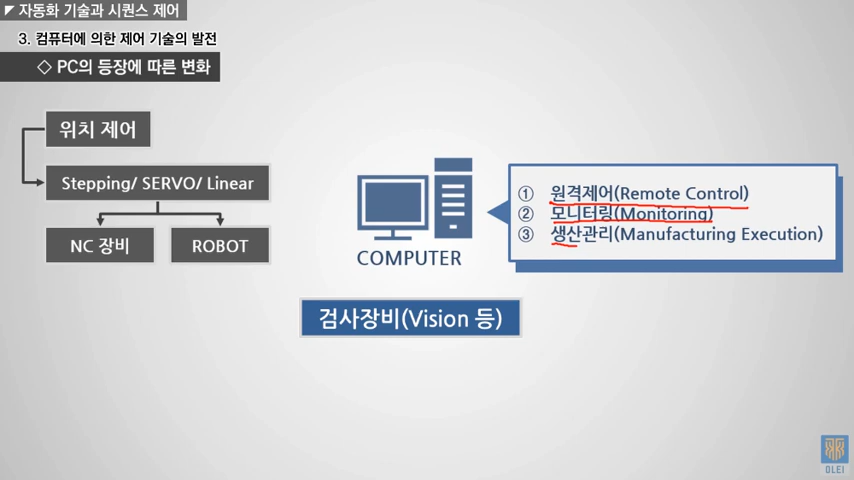 ◤ 자동화 기술과 시퀀스 제어
3. 컴퓨터에 의한 제어 기술의 발전
◇ PC의 등장에 따른 변화
위치 제어
Stepping/ SERVO/ Linear
NC 장비
ROBOT
COMPUTER
① 원격제어(Remote Control)
② 모니터링(Monitoring)
③ 생산관리(Manufacturing Execution)
검사장비(Vision 등)
OLEI